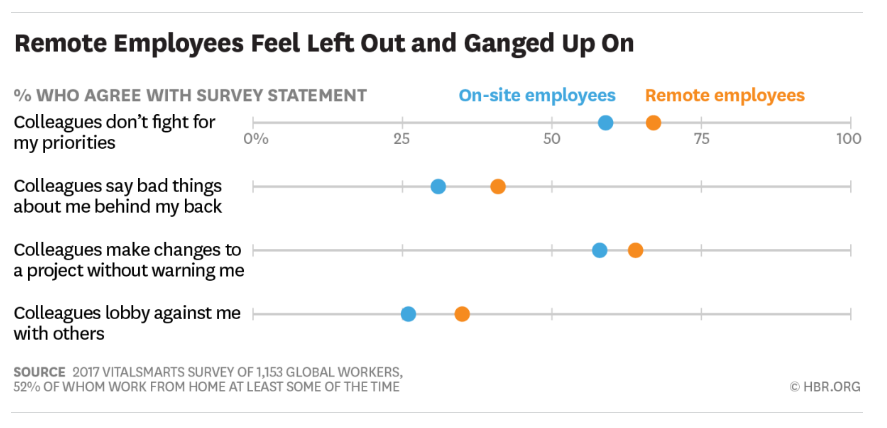 Remote Employees Feel Left Out and Ganged Up On
% WHO AGREE WITH SURVEY STATEMENT
On-site employees
Remote employees
Colleagues don’t fight for
my priorities
0%
25
50
75
100
Colleagues say bad things
about me behind my back
Colleagues make changes to
a project without warning me
Colleagues lobby against me
with others
SOURCE 2017 VITALSMARTS SURVEY OF 1,153 GLOBAL WORKERS,
52% OF WHOM WORK FROM HOME AT LEAST SOME OF THE TIME
© HBR.ORG